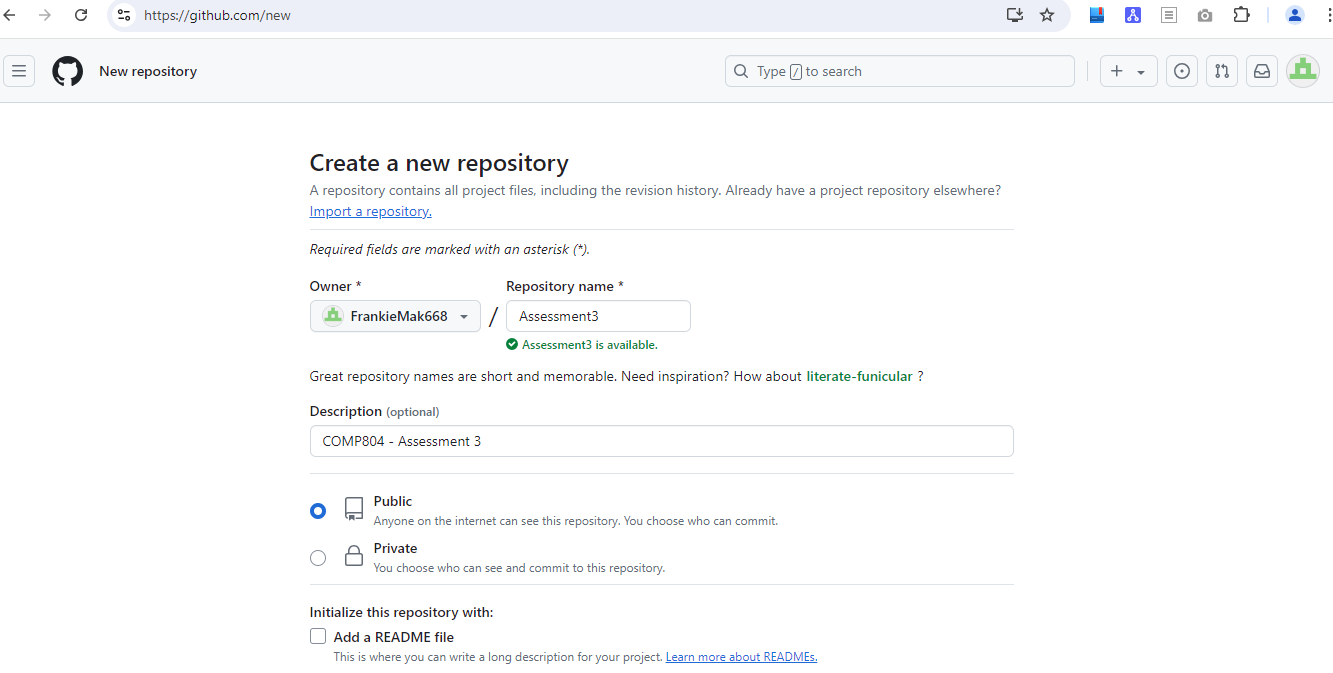 https://github.com/new
New repository
Type / to search
Create a new repository
A repository contains all project files, including the revision history. Already have a project repository elsewhere?
Import a repository.
Required fields are marked with an asterisk (*).
Owner *
Repository name *
FrankieMak668
/
Assessment3
Assessment3 is available.
Great repository names are short and memorable. Need inspiration? How about literate-funicular ?
Description (optional)
COMP804 - Assessment 3
Public
Anyone on the internet can see this repository. You choose who can commit.
Private
You choose who can see and commit to this repository.
Initialize this repository with:
Add a README file
This is where you can write a long description for your project. Learn more about READMEs.